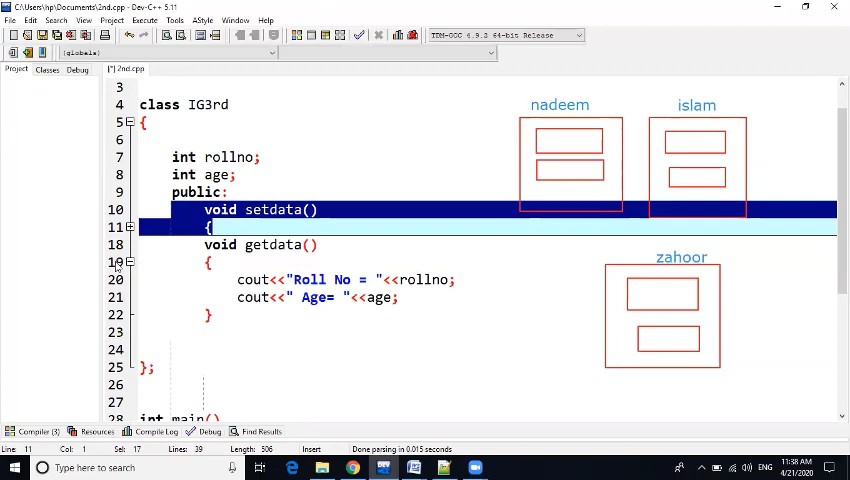 C:\Users\hp\Documents\2nd.cpp - Dev-C++ 5.11
File Edit Search View Project Execute Tools AStyle Window Help
TDM-GCC 4.9.2 64-bit Release
(globals)
Project Classes Debug
[*] 2nd.cpp
3
4 class IG3rd
5 {
6
7 int rollno;
8 int age;
9 public:
10 void setdata()
11 {
18 void getdata()
19 {
20 cout<<"Roll No = "<<rollno;
21 cout<<" Age= "<<age;
22 }
23
24
25 };
26
27
28 int main()
nadeem
islam
zahoor
Compiler (3) Resources Compile Log Debug Find Results
Line: 11 Col: 1 Sel: 17 Lines: 39 Length: 506 Insert Done parsing in 0.015 seconds
Type here to search
DEV
ENG
11:38 AM
4/21/2020